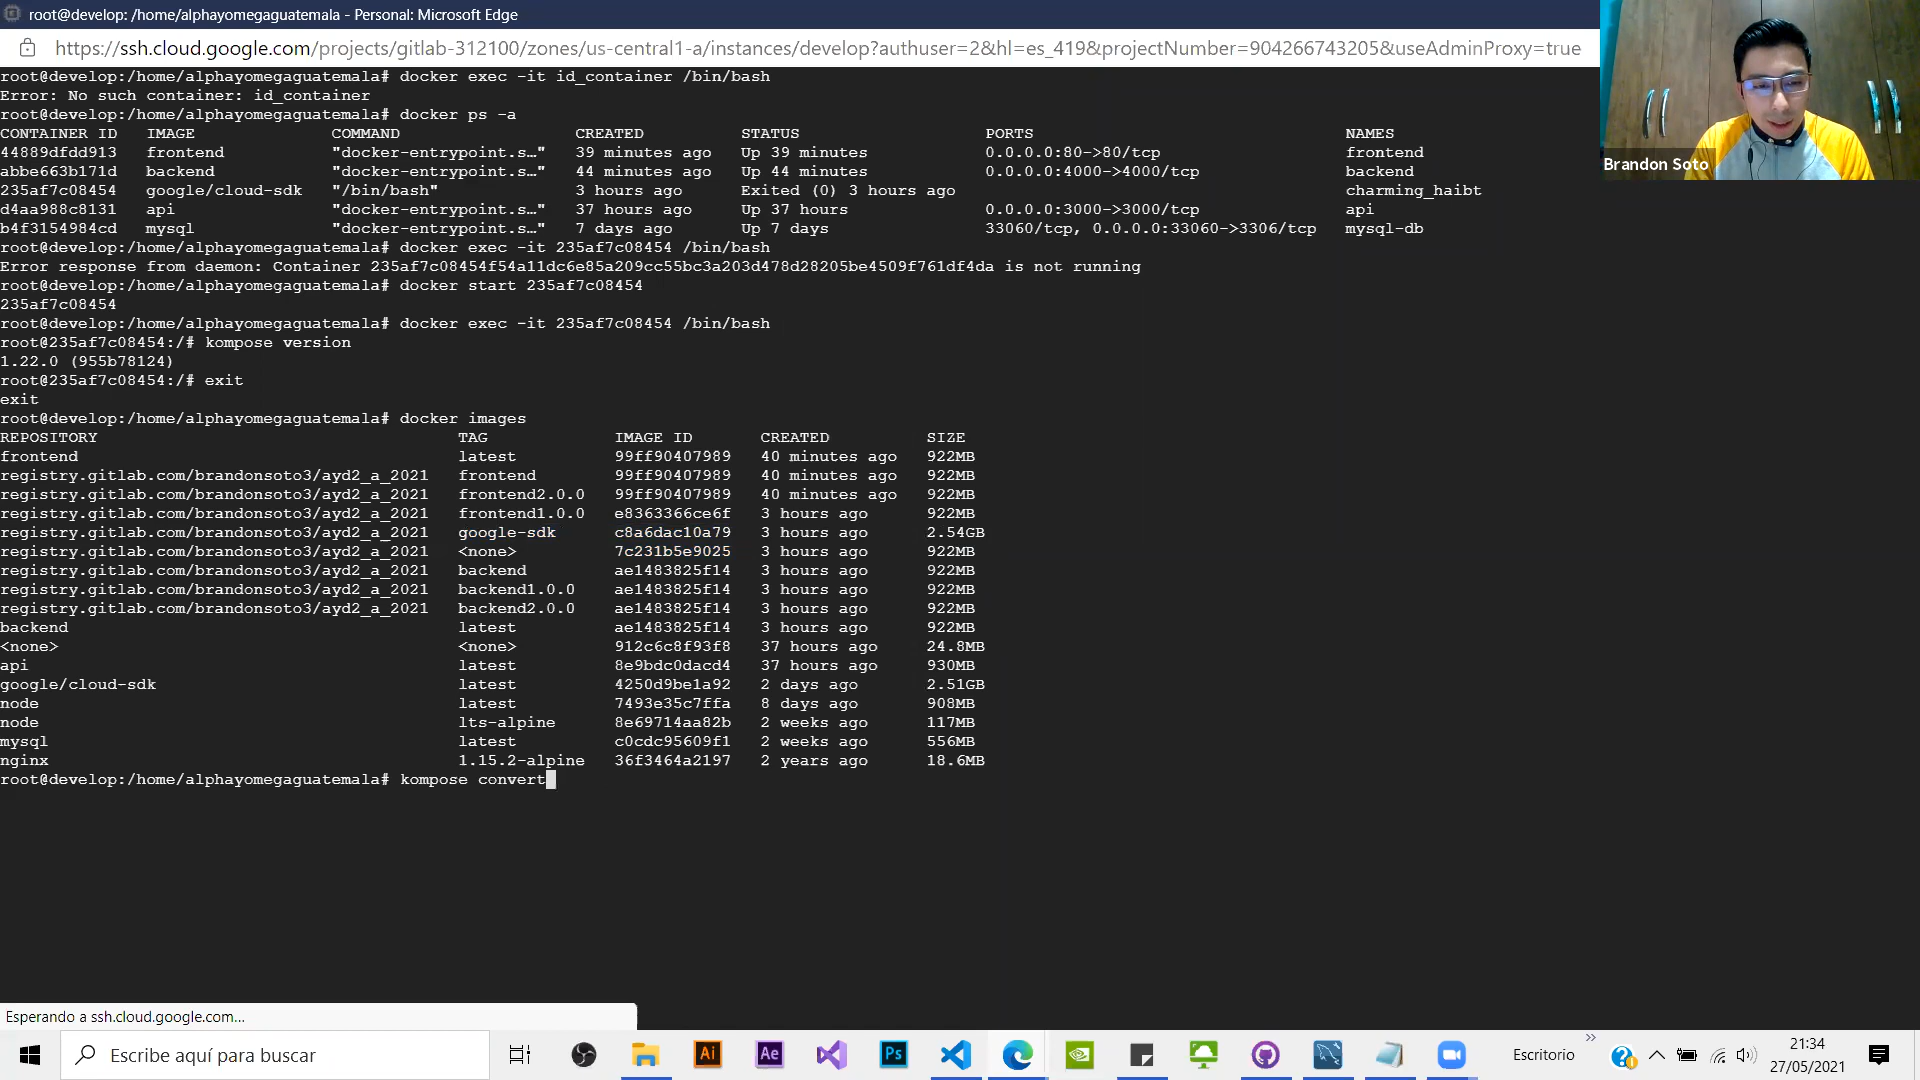 root@develop: /home/alphayomegaguatemala - Personal: Microsoft Edge
https://ssh.cloud.google.com/projects/gitlab-312100/zones/us-central1-a/instances/develop?authuser=2&hl=es_419&projectNumber=904266743205&useAdminProxy=true
root@develop:/home/alphayomegaguatemala# docker exec -it id_container /bin/bash
Error: No such container: id_container
root@develop:/home/alphayomegaguatemala# docker ps -a
CONTAINER ID   IMAGE              COMMAND                  CREATED          STATUS                   PORTS                                NAMES
44889dfdd913   frontend           "docker-entrypoint.s…"   39 minutes ago   Up 39 minutes            0.0.0.0:80->80/tcp                   frontend
abbe663b171d   backend            "docker-entrypoint.s…"   44 minutes ago   Up 44 minutes            0.0.0.0:4000->4000/tcp               backend
235af7c08454   google/cloud-sdk   "/bin/bash"              3 hours ago      Exited (0) 3 hours ago                                        charming_haibt
d4aa988c8131   api                "docker-entrypoint.s…"   37 hours ago     Up 37 hours              0.0.0.0:3000->3000/tcp               api
b4f3154984cd   mysql              "docker-entrypoint.s…"   7 days ago       Up 7 days                33060/tcp, 0.0.0.0:33060->3306/tcp   mysql-db
root@develop:/home/alphayomegaguatemala# docker exec -it 235af7c08454 /bin/bash
Error response from daemon: Container 235af7c08454f54a11dc6e85a209cc55bc3a203d478d28205be4509f761df4da is not running
root@develop:/home/alphayomegaguatemala# docker start 235af7c08454
235af7c08454
root@develop:/home/alphayomegaguatemala# docker exec -it 235af7c08454 /bin/bash
root@235af7c08454:/# kompose version
1.22.0 (955b78124)
root@235af7c08454:/# exit
exit
root@develop:/home/alphayomegaguatemala# docker images
REPOSITORY                                     TAG             IMAGE ID       CREATED          SIZE
frontend                                       latest          99ff90407989   40 minutes ago   922MB
registry.gitlab.com/brandonsoto3/ayd2_a_2021   frontend        99ff90407989   40 minutes ago   922MB
registry.gitlab.com/brandonsoto3/ayd2_a_2021   frontend2.0.0   99ff90407989   40 minutes ago   922MB
registry.gitlab.com/brandonsoto3/ayd2_a_2021   frontend1.0.0   e8363366ce6f   3 hours ago      922MB
registry.gitlab.com/brandonsoto3/ayd2_a_2021   google-sdk      c8a6dac10a79   3 hours ago      2.54GB
registry.gitlab.com/brandonsoto3/ayd2_a_2021   <none>          7c231b5e9025   3 hours ago      922MB
registry.gitlab.com/brandonsoto3/ayd2_a_2021   backend         ae1483825f14   3 hours ago      922MB
registry.gitlab.com/brandonsoto3/ayd2_a_2021   backend1.0.0    ae1483825f14   3 hours ago      922MB
registry.gitlab.com/brandonsoto3/ayd2_a_2021   backend2.0.0    ae1483825f14   3 hours ago      922MB
backend                                        latest          ae1483825f14   3 hours ago      922MB
<none>                                         <none>          912c6c8f93f8   37 hours ago     24.8MB
api                                            latest          8e9bdc0dacd4   37 hours ago     930MB
google/cloud-sdk                               latest          4250d9be1a92   2 days ago       2.51GB
node                                           latest          7493e35c7ffa   8 days ago       908MB
node                                           lts-alpine      8e69714aa82b   2 weeks ago      117MB
mysql                                          latest          c0cdc95609f1   2 weeks ago      556MB
nginx                                          1.15.2-alpine   36f3464a2197   2 years ago      18.6MB
root@develop:/home/alphayomegaguatemala# kompose convert
Brandon Soto
Esperando a ssh.cloud.google.com...
Escribe aquí para buscar
Ai
Ae
Ps
Escritorio
21:34
27/05/2021